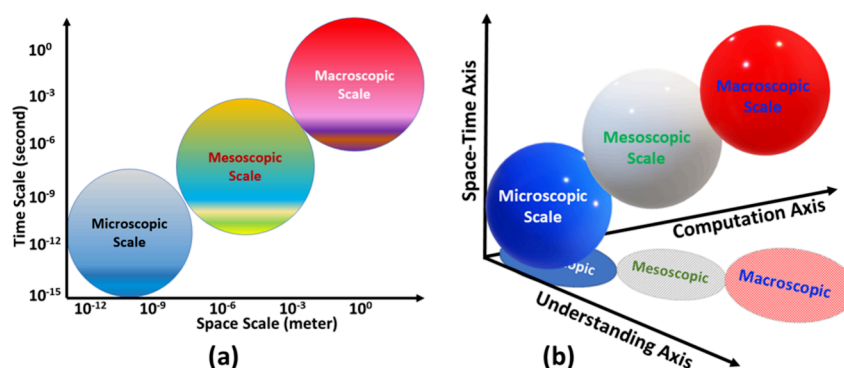 10⁰
10⁻³
10⁻⁶
10⁻⁹
10⁻¹²
10⁻¹⁵
Time Scale (second)
Macroscopic
Scale
Mesoscopic
Scale
Microscopic
Scale
10⁻¹² 10⁻⁹ 10⁻⁶ 10⁻³ 10⁰
Space Scale (meter)
(a)
Space-Time Axis
Macroscopic
Scale
Mesoscopic
Scale
Microscopic
Scale
Computation Axis
Mesoscopic
Macroscopic
Understanding Axis
(b)